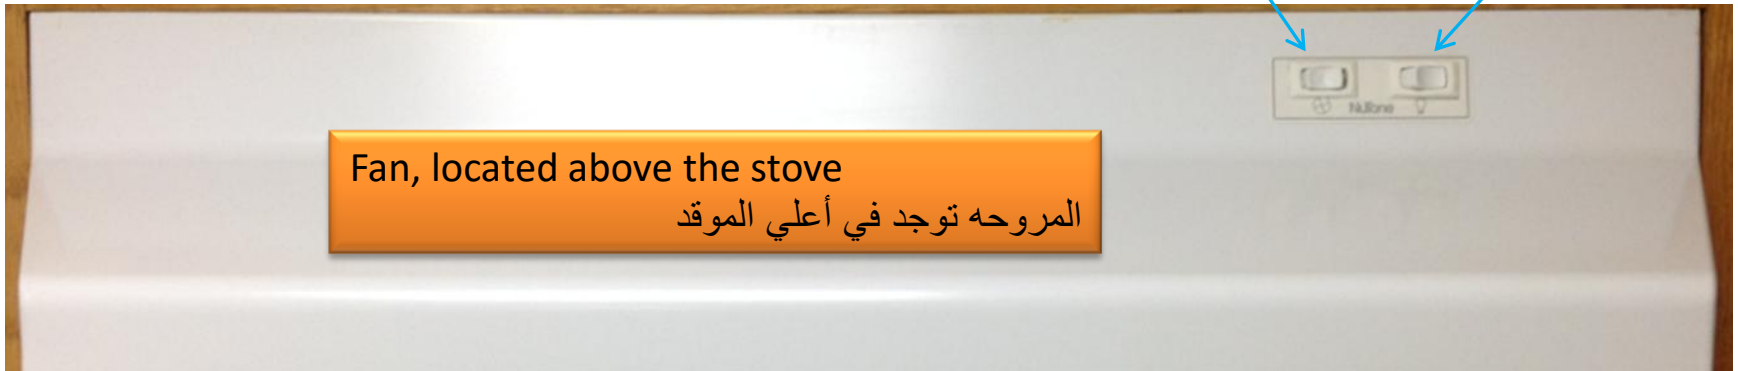 Fan, located above the stove
المروحه توجد في أعلي الموقد
NuTone